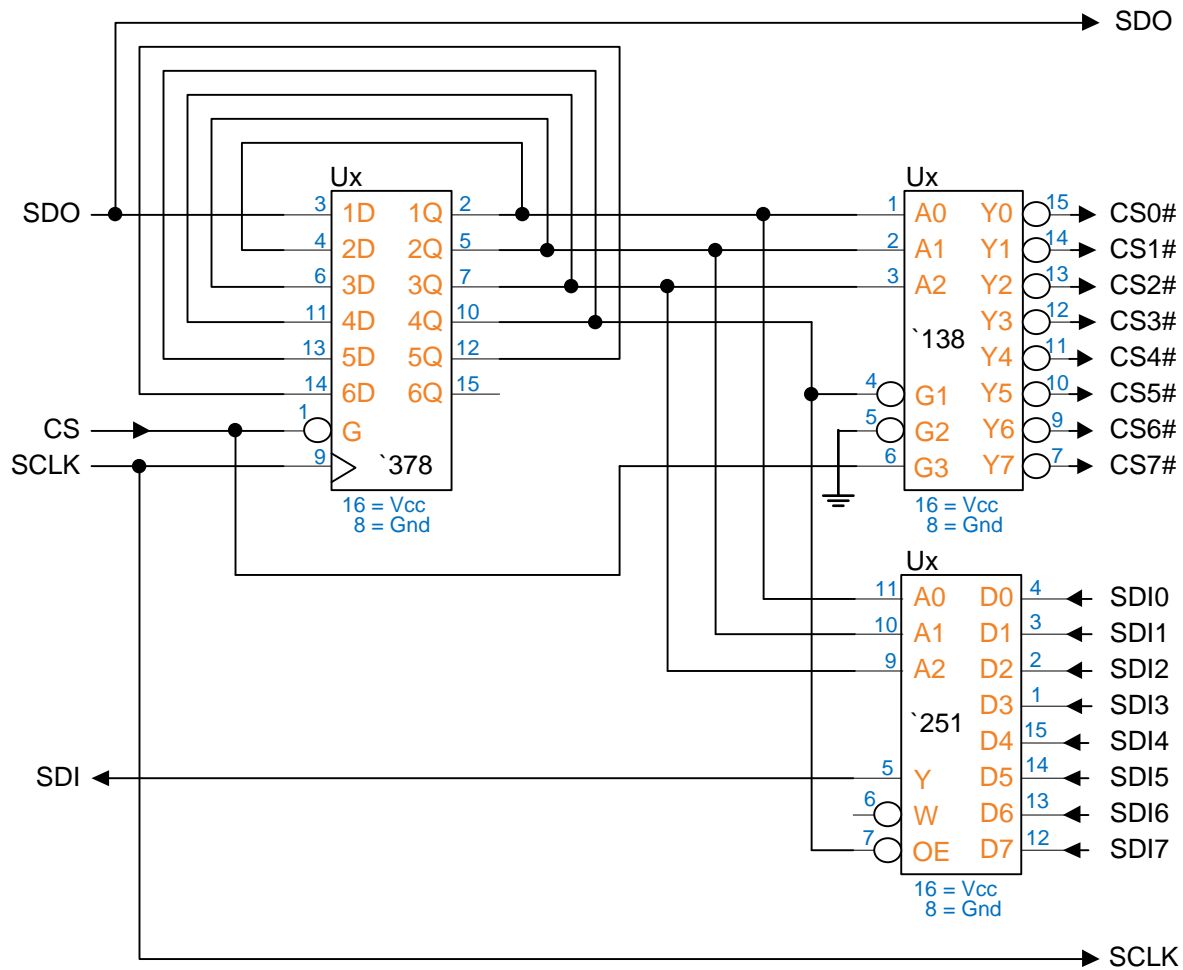 SDO
Ux
Ux
SDO
3 1D 1Q 2
1 A0 Y0 15 CS0#
4 2D 2Q 5
2 A1 Y1 14 CS1#
6 3D 3Q 7
3 A2 Y2 13 CS2#
11 4D 4Q 10
Y3 12 CS3#
`138
13 5D 5Q 12
Y4 11 CS4#
14 6D 6Q 15
4 G1 Y5 10 CS5#
CS
1 G
5 G2 Y6 9 CS6#
SCLK
9 `378
6 G3 Y7 7 CS7#
16 = Vcc
8 = Gnd
16 = Vcc
8 = Gnd
Ux
11 A0 D0 4 SDI0
10 A1 D1 3 SDI1
9 A2 D2 2 SDI2
D3 1 SDI3
`251
D4 15 SDI4
SDI
5 Y D5 14 SDI5
6 W D6 13 SDI6
7 OE D7 12 SDI7
16 = Vcc
8 = Gnd
SCLK